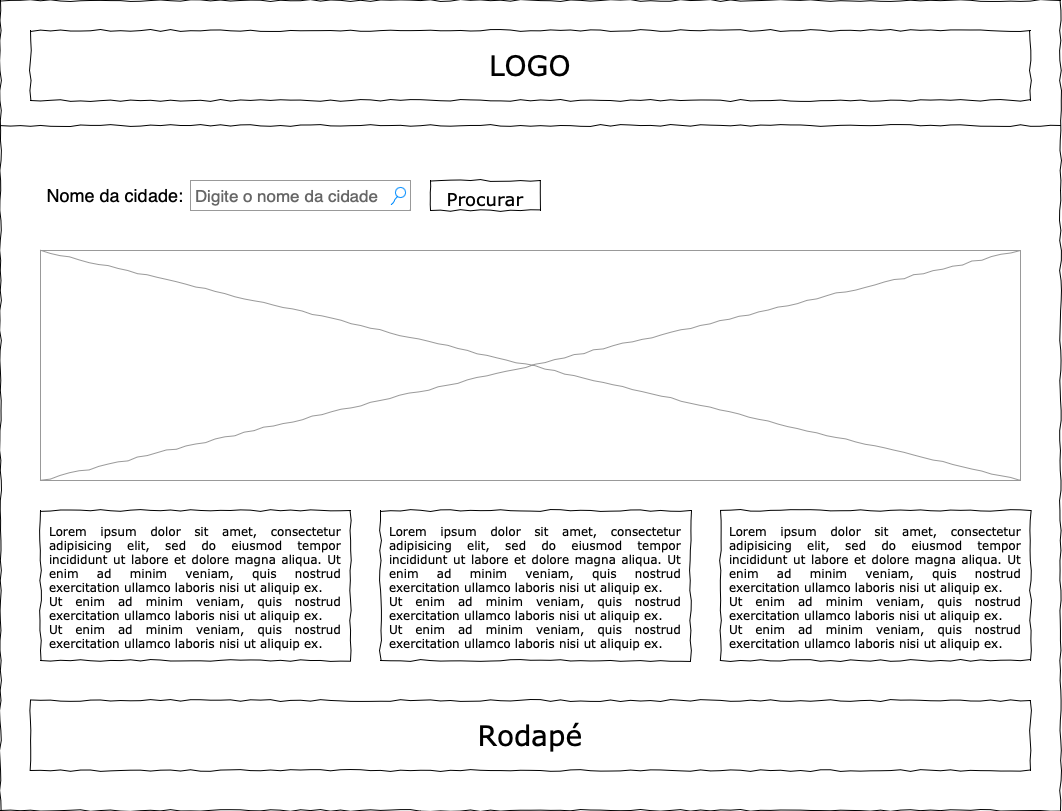 LOGO
Nome da cidade: Digite o nome da cidade Procurar
Lorem ipsum dolor sit amet, consectetur
adipisicing elit, sed do eiusmod tempor
incididunt ut labore et dolore magna aliqua. Ut
enim ad minim veniam, quis nostrud
exercitation ullamco laboris nisi ut aliquip ex.
Ut enim ad minim veniam, quis nostrud
exercitation ullamco laboris nisi ut aliquip ex.
Ut enim ad minim veniam, quis nostrud
exercitation ullamco laboris nisi ut aliquip ex.
Lorem ipsum dolor sit amet, consectetur
adipisicing elit, sed do eiusmod tempor
incididunt ut labore et dolore magna aliqua. Ut
enim ad minim veniam, quis nostrud
exercitation ullamco laboris nisi ut aliquip ex.
Ut enim ad minim veniam, quis nostrud
exercitation ullamco laboris nisi ut aliquip ex.
Ut enim ad minim veniam, quis nostrud
exercitation ullamco laboris nisi ut aliquip ex.
Lorem ipsum dolor sit amet, consectetur
adipisicing elit, sed do eiusmod tempor
incididunt ut labore et dolore magna aliqua. Ut
enim ad minim veniam, quis nostrud
exercitation ullamco laboris nisi ut aliquip ex.
Ut enim ad minim veniam, quis nostrud
exercitation ullamco laboris nisi ut aliquip ex.
Ut enim ad minim veniam, quis nostrud
exercitation ullamco laboris nisi ut aliquip ex.
Rodapé